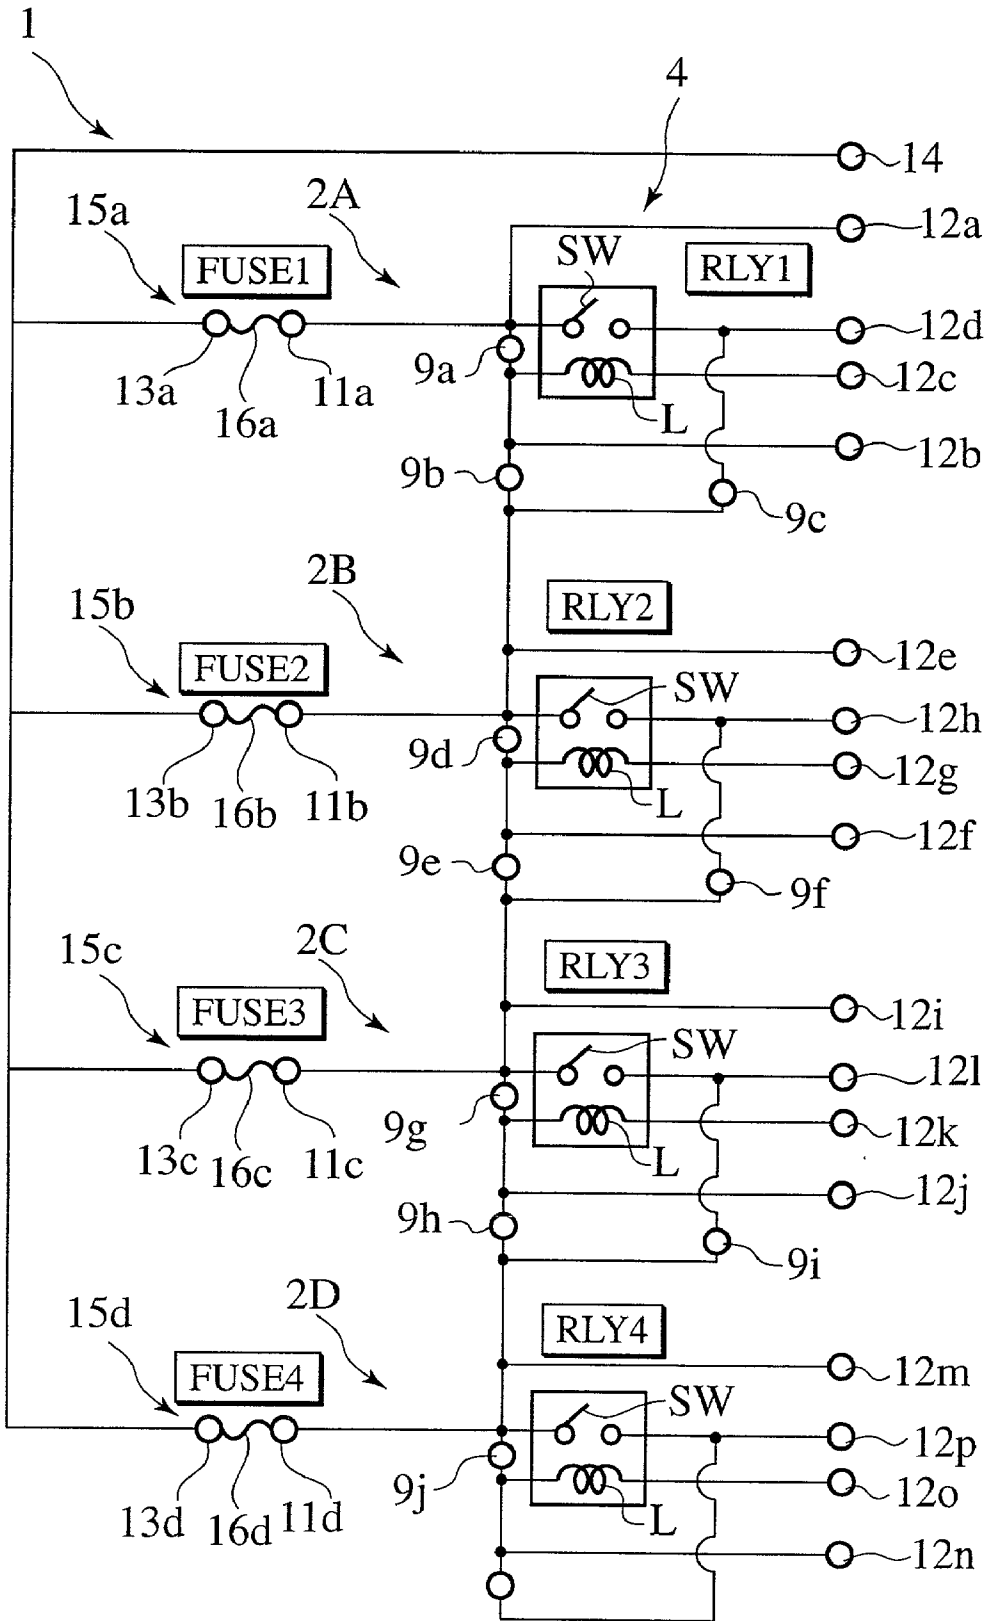 1
4
14
15a
2A
12a
FUSE1
SW
RLY1
12d
9a
13a
11a
12c
16a
L
9b
12b
9c
2B
15b
RLY2
FUSE2
12e
SW
12h
9d
13b
16b
11b
L
12g
9e
12f
9f
2C
15c
RLY3
FUSE3
12i
SW
12l
9g
13c
16c
11c
L
12k
9h
12j
9i
2D
15d
RLY4
FUSE4
12m
SW
12p
9j
13d
16d
11d
L
12o
12n